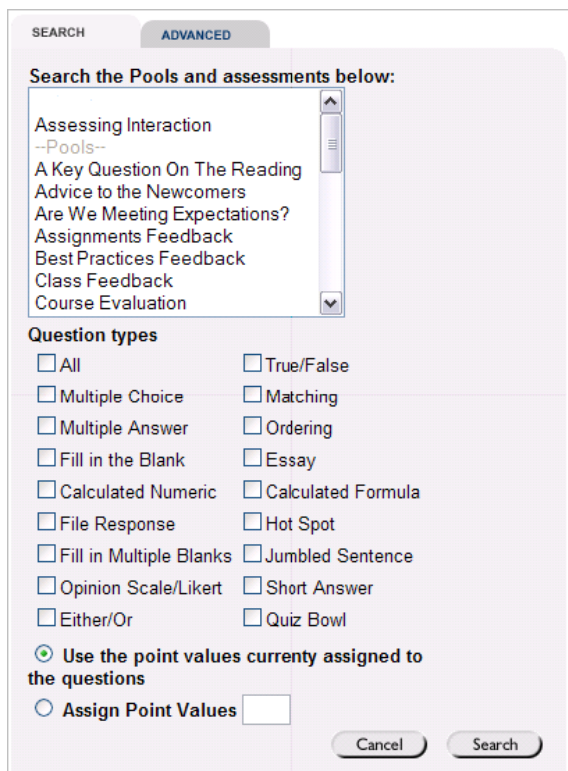 SEARCH ADVANCED
Search the Pools and assessments below:
Assessing Interaction
--Pools--
A Key Question On The Reading
Advice to the Newcomers
Are We Meeting Expectations?
Assignments Feedback
Best Practices Feedback
Class Feedback
Course Evaluation
Question types
All True/False
Multiple Choice Matching
Multiple Answer Ordering
Fill in the Blank Essay
Calculated Numeric Calculated Formula
File Response Hot Spot
Fill in Multiple Blanks Jumbled Sentence
Opinion Scale/Likert Short Answer
Either/Or Quiz Bowl
Use the point values currenty assigned to
the questions
Assign Point Values
Cancel Search